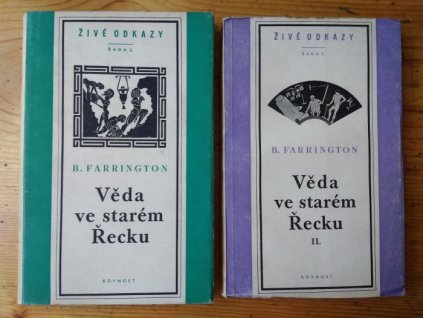 ŽIVÉ ODKAZY
ŘADA I.
B. FARRINGTON
Věda
ve starém
Řecku
ROVNOST
ŽIVÉ ODKAZY
ŘADA I.
B. FARRINGTON
Věda
ve starém
Řecku
II.
ROVNOST